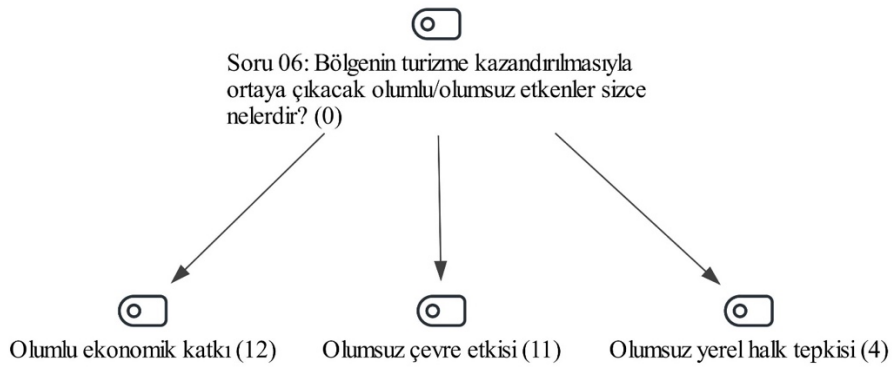 Soru 06: Bölgenin turizme kazandırılmasıyla
ortaya çıkacak olumlu/olumsuz etkenler sizce
nelerdir? (0)
Olumlu ekonomik katkı (12)
Olumsuz çevre etkisi (11)
Olumsuz yerel halk tepkisi (4)